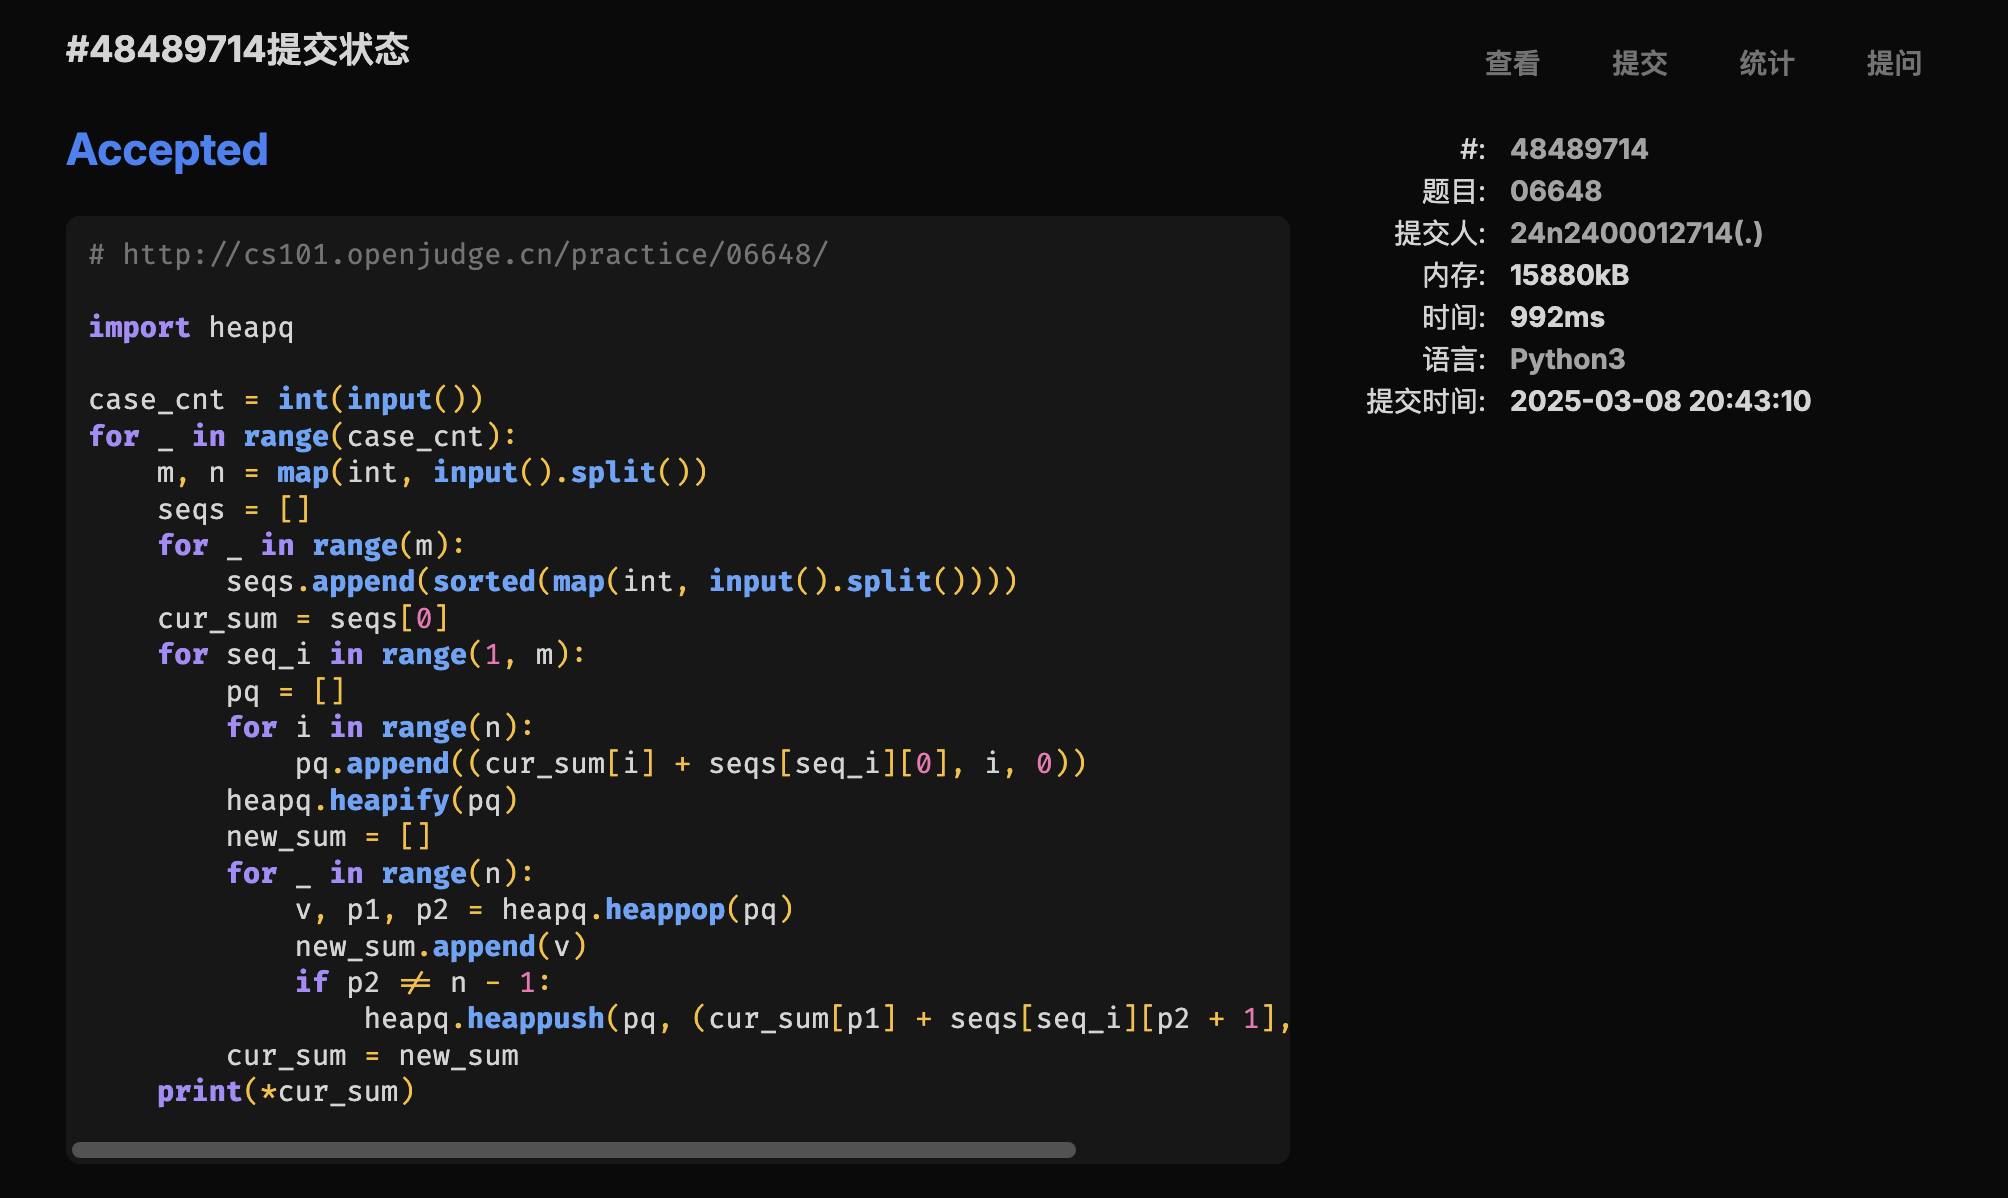 #48489714提交状态
查看 提交 统计 提问
Accepted
# http://cs101.openjudge.cn/practice/06648/
import heapq
case_cnt = int(input())
for _ in range(case_cnt):
    m, n = map(int, input().split())
    seqs = []
    for _ in range(m):
        seqs.append(sorted(map(int, input().split())))
    cur_sum = seqs[0]
    for seq_i in range(1, m):
        pq = []
        for i in range(n):
            pq.append((cur_sum[i] + seqs[seq_i][0], i, 0))
        heapq.heapify(pq)
        new_sum = []
        for _ in range(n):
            v, p1, p2 = heapq.heappop(pq)
            new_sum.append(v)
            if p2 != n - 1:
                heapq.heappush(pq, (cur_sum[p1] + seqs[seq_i][p2 + 1],
        cur_sum = new_sum
    print(*cur_sum)
#: 48489714
题目: 06648
提交人: 24n2400012714(.)
内存: 15880kB
时间: 992ms
语言: Python3
提交时间: 2025-03-08 20:43:10